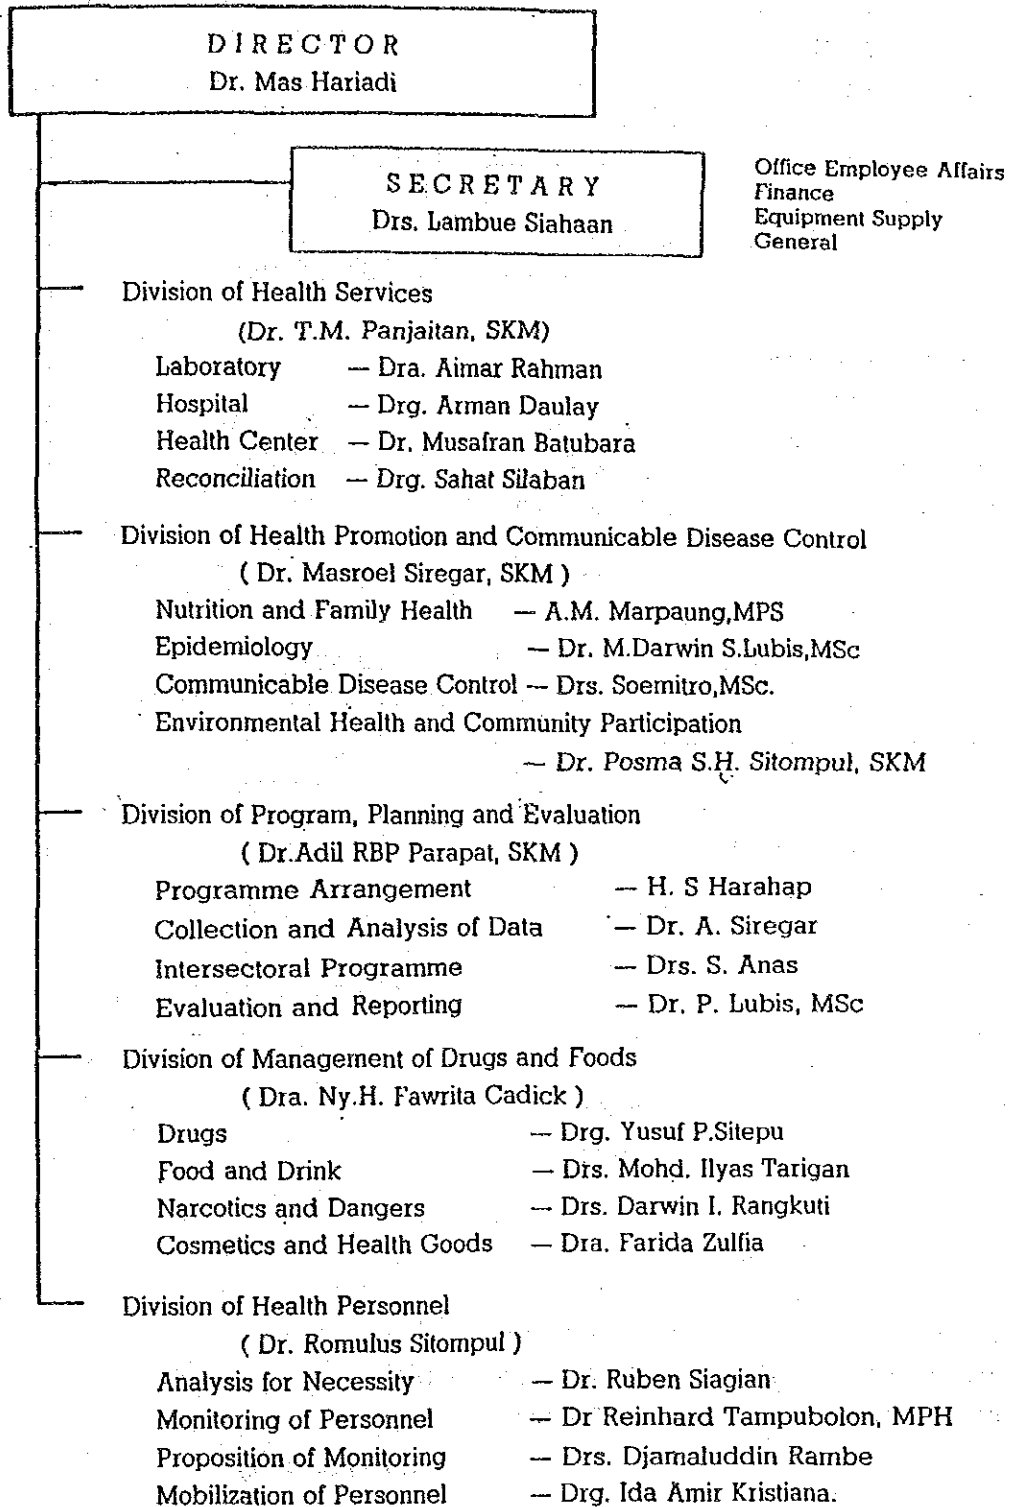 DIRECTOR
Dr. Mas Hariadi
SECRETARY
Drs. Lambue Siahaan
Office Employee Affairs
Finance
Equipment Supply
General
Division of Health Services
(Dr. T.M. Panjaitan, SKM)
Laboratory — Dra. Aimar Rahman
Hospital — Drg. Arman Daulay
Health Center — Dr. Musafran Batubara
Reconciliation — Drg. Sahat Silaban
Division of Health Promotion and Communicable Disease Control
( Dr. Masroel Siregar, SKM )
Nutrition and Family Health — A.M. Marpaung,MPS
Epidemiology — Dr. M.Darwin S.Lubis,MSc
Communicable Disease Control — Drs. Soemitro,MSc.
Environmental Health and Community Participation
— Dr. Posma S.H. Sitompul, SKM
Division of Program, Planning and Evaluation
( Dr.Adil RBP Parapat, SKM )
Programme Arrangement — H. S Harahap
Collection and Analysis of Data — Dr. A. Siregar
Intersectoral Programme — Drs. S. Anas
Evaluation and Reporting — Dr. P. Lubis, MSc
Division of Management of Drugs and Foods
( Dra. Ny.H. Fawrita Cadick )
Drugs — Drg. Yusuf P.Sitepu
Food and Drink — Drs. Mohd. Ilyas Tarigan
Narcotics and Dangers — Drs. Darwin I. Rangkuti
Cosmetics and Health Goods — Dra. Farida Zulfia
Division of Health Personnel
( Dr. Romulus Sitompul )
Analysis for Necessity — Dr. Ruben Siagian
Monitoring of Personnel — Dr Reinhard Tampubolon, MPH
Proposition of Monitoring — Drs. Djamaluddin Rambe
Mobilization of Personnel — Drg. Ida Amir Kristiana.